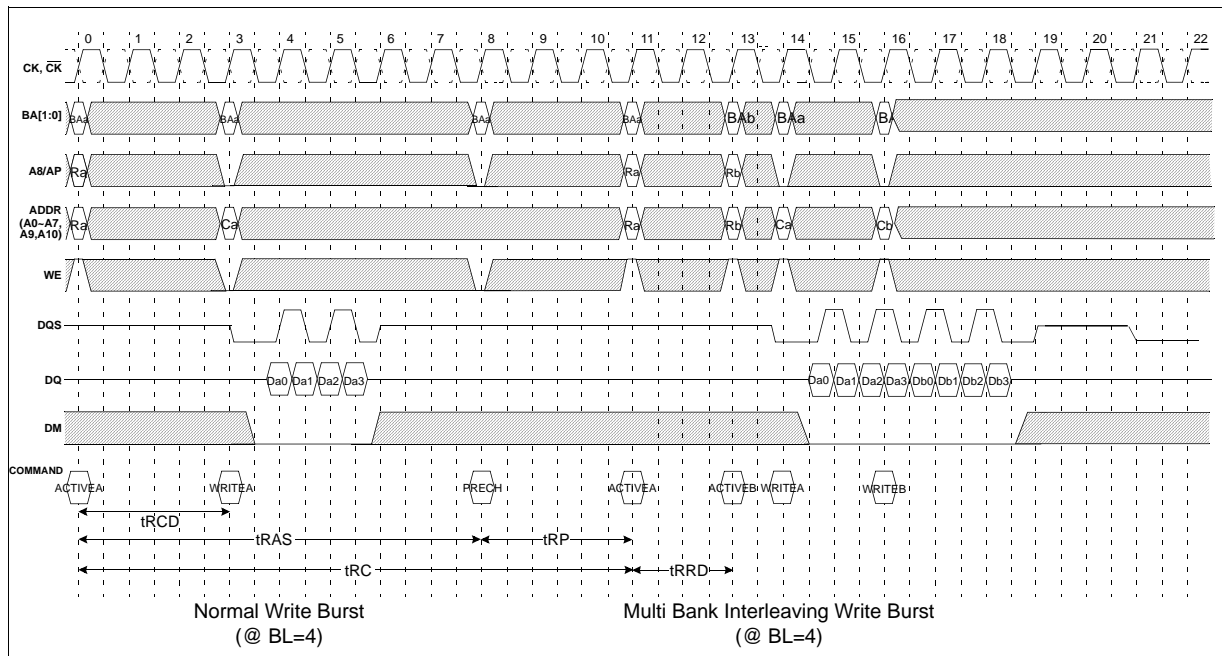 0 1 2 3 4 5 6 7 8 9 10 11 12 13 14 15 16 17 18 19 20 21 22
CK, CK
BA[1:0] BAa BAa BAa BAa BAb BAa BA
A8/AP Ra Ra Rb
ADDR
(A0~A7, Ra Ca Ra Rb Ca Cb
A9,A10)
WE
DQS
DQ Da0 Da1 Da2 Da3 Da0 Da1 Da2 Da3 Db0 Db1 Db2 Db3
DM
COMMAND
ACTIVEA WRITEA PRECH ACTIVEA ACTIVEB WRITEA WRITEB
tRCD
tRAS tRP
tRC tRRD
Normal Write Burst Multi Bank Interleaving Write Burst
(@ BL=4) (@ BL=4)